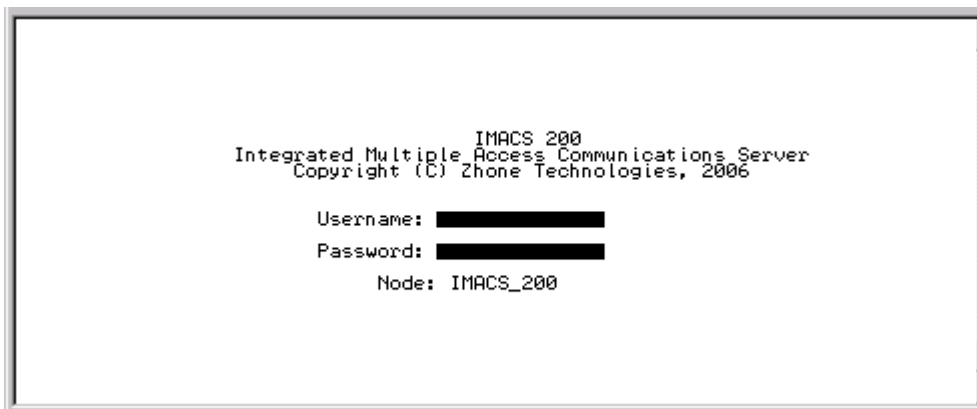 IMACS 200
Integrated Multiple Access Communications Server
Copyright (C) Zhone Technologies, 2006
Username:
Password:
Node: IMACS_200